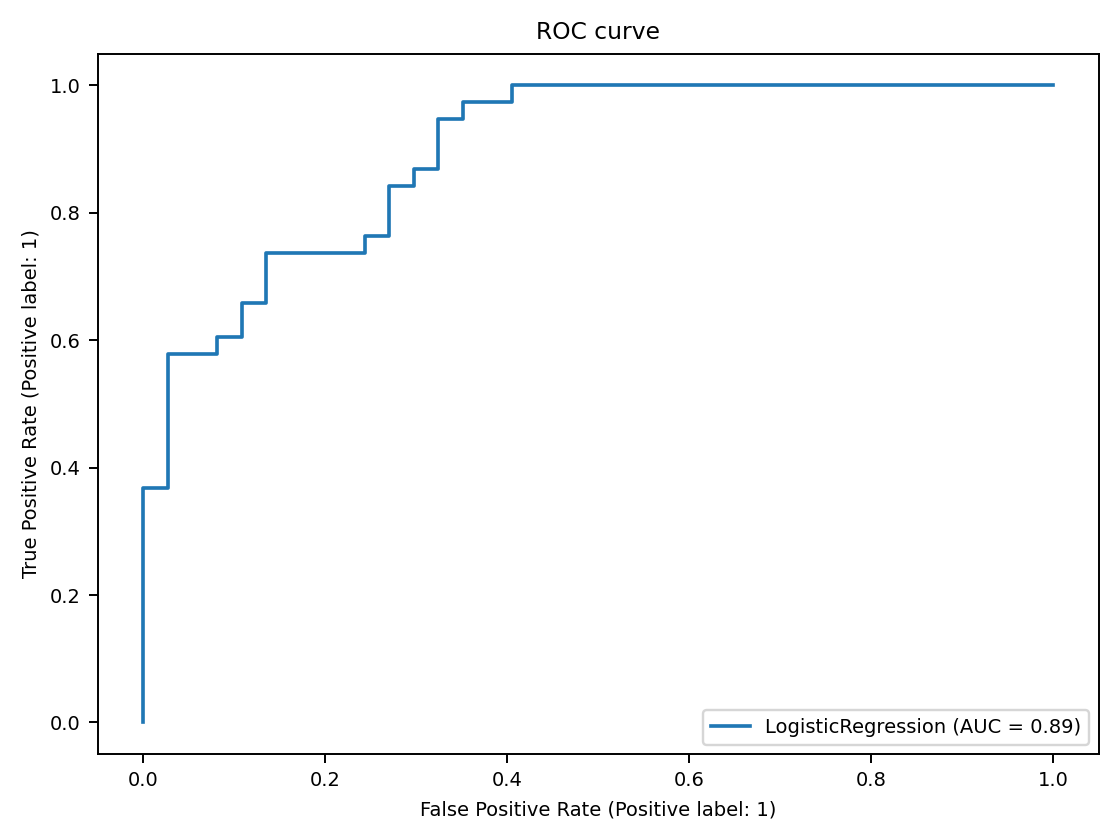 ROC curve
True Positive Rate (Positive label: 1)
1.0
0.8
0.6
0.4
0.2
0.0
LogisticRegression (AUC = 0.89)
0.0 0.2 0.4 0.6 0.8 1.0
False Positive Rate (Positive label: 1)